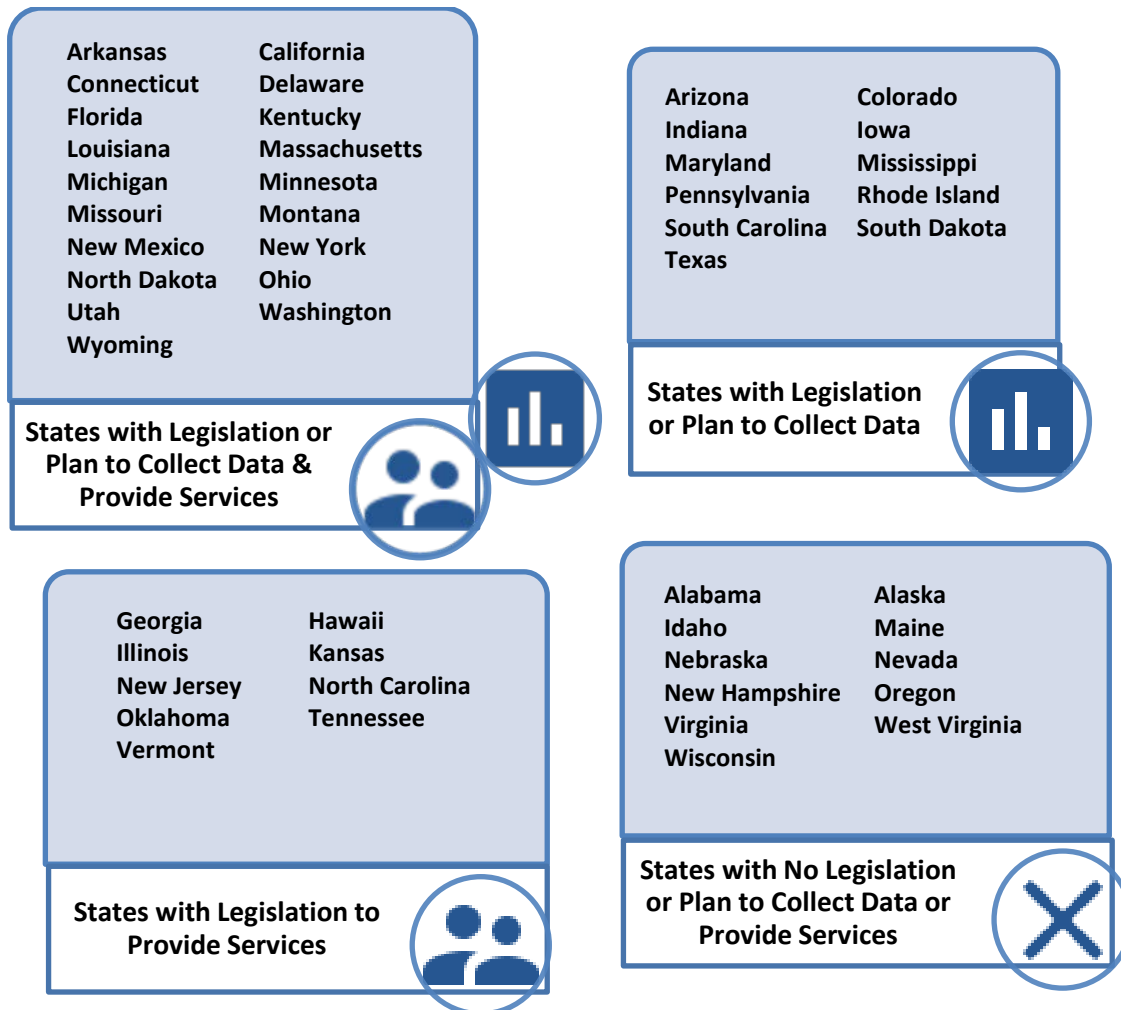 Arkansas California
Connecticut Delaware
Florida Kentucky
Louisiana Massachusetts
Michigan Minnesota
Missouri Montana
New Mexico New York
North Dakota Ohio
Utah Washington
Wyoming
States with Legislation or
Plan to Collect Data &
Provide Services
Arizona Colorado
Indiana Iowa
Maryland Mississippi
Pennsylvania Rhode Island
South Carolina South Dakota
Texas
States with Legislation
or Plan to Collect Data
Georgia Hawaii
Illinois Kansas
New Jersey North Carolina
Oklahoma Tennessee
Vermont
States with Legislation to
Provide Services
Alabama Alaska
Idaho Maine
Nebraska Nevada
New Hampshire Oregon
Virginia West Virginia
Wisconsin
States with No Legislation
or Plan to Collect Data or
Provide Services